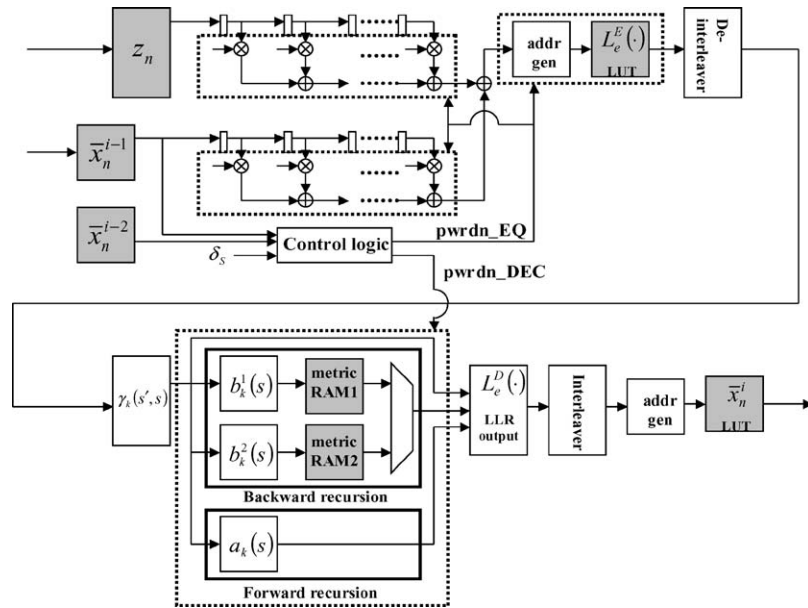 z_n
addr gen
L_e^E(·)
LUT
De-interleaver
x̄_n^{i-1}
x̄_n^{i-2}
δ_s
Control logic
pwrdn_EQ
pwrdn_DEC
γ_k(s′,s)
b_k^1(s)
metric RAM1
b_k^2(s)
metric RAM2
Backward recursion
a_k(s)
Forward recursion
L_e^D(·)
LLR output
Interleaver
addr gen
x̄_n^i
LUT